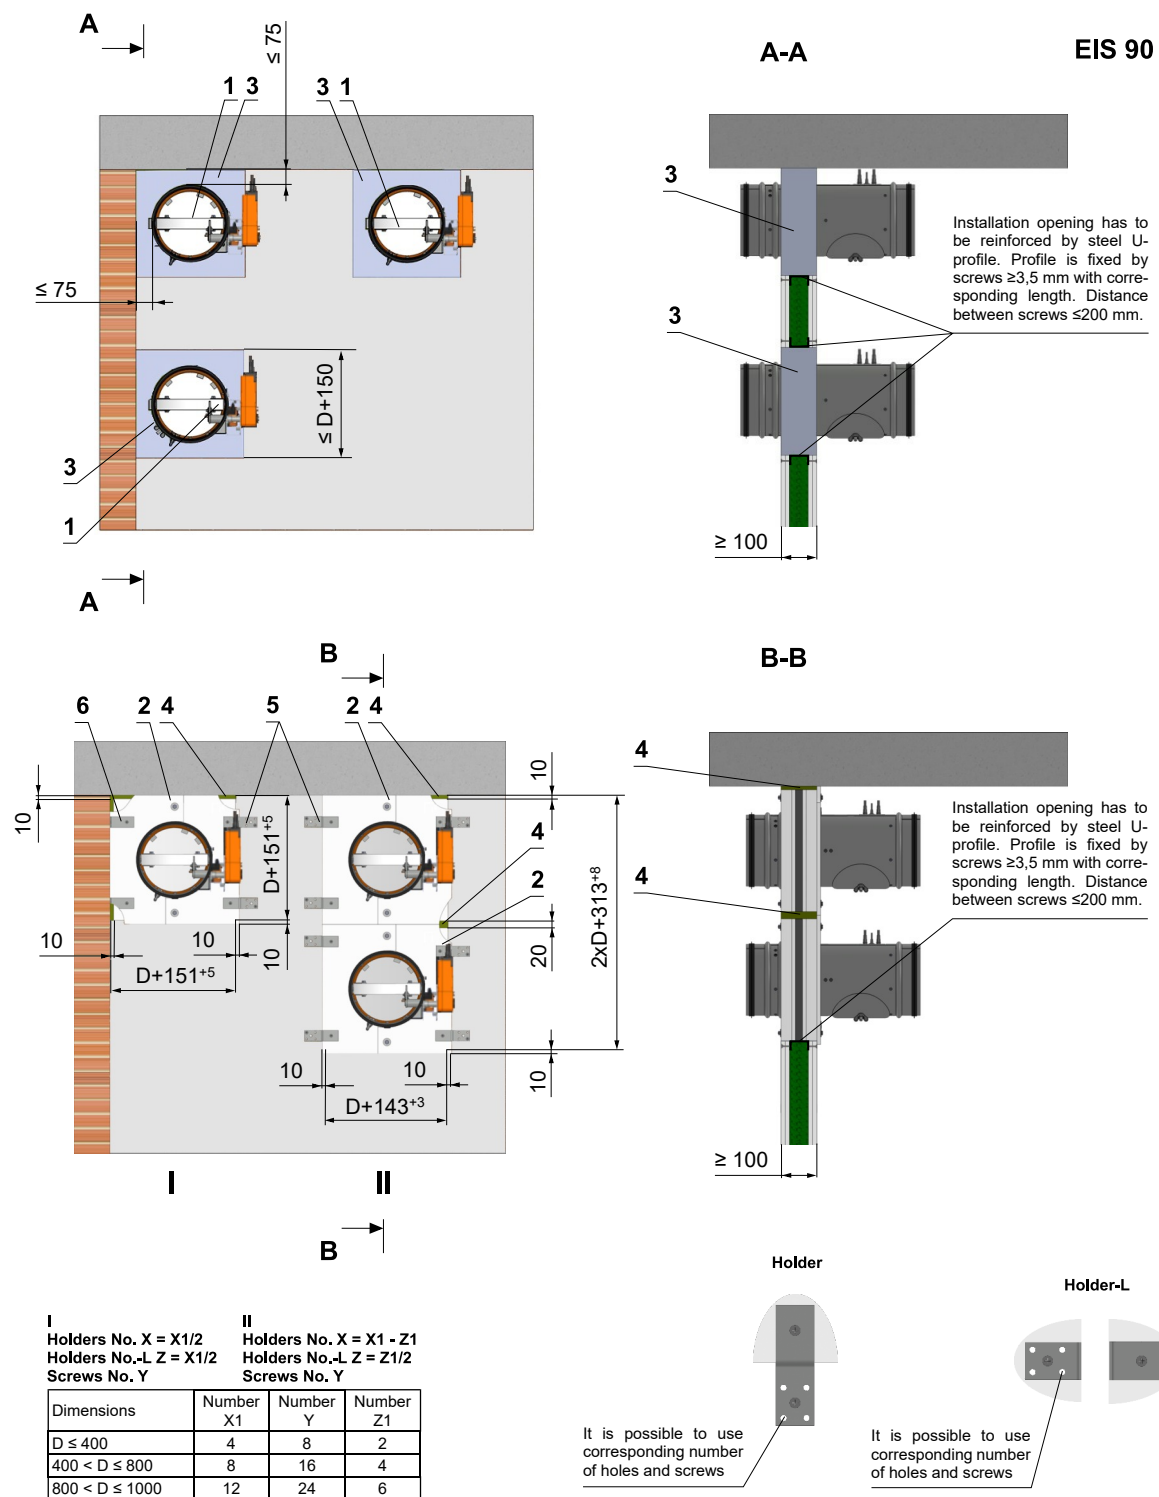 A
≤ 75
A-A
EIS 90
1 3
3 1
3
Installation opening has to
be reinforced by steel U-
profile. Profile is fixed by
screws ≥3,5 mm with corre-
sponding length. Distance
between screws ≤200 mm.
≤ 75
3
≤ D+150
3
1
≥ 100
A
B
B-B
6
2 4
5
2 4
4
10
10
D+151+5
4
2
2xD+313+8
4
Installation opening has to
be reinforced by steel U-
profile. Profile is fixed by
screws ≥3,5 mm with corre-
sponding length. Distance
between screws ≤200 mm.
10
10
10
20
D+151+5
10
10
10
D+143+3
≥ 100
I
II
B
Holder
Holder-L
I
Holders No. X = X1/2
Holders No.-L Z = X1/2
Screws No. Y
II
Holders No. X = X1 - Z1
Holders No.-L Z = Z1/2
Screws No. Y
Dimensions Number X1 Number Y Number Z1
D ≤ 400 4 8 2
400 < D ≤ 800 8 16 4
800 < D ≤ 1000 12 24 6
It is possible to use
corresponding number
of holes and screws
It is possible to use
corresponding number
of holes and screws